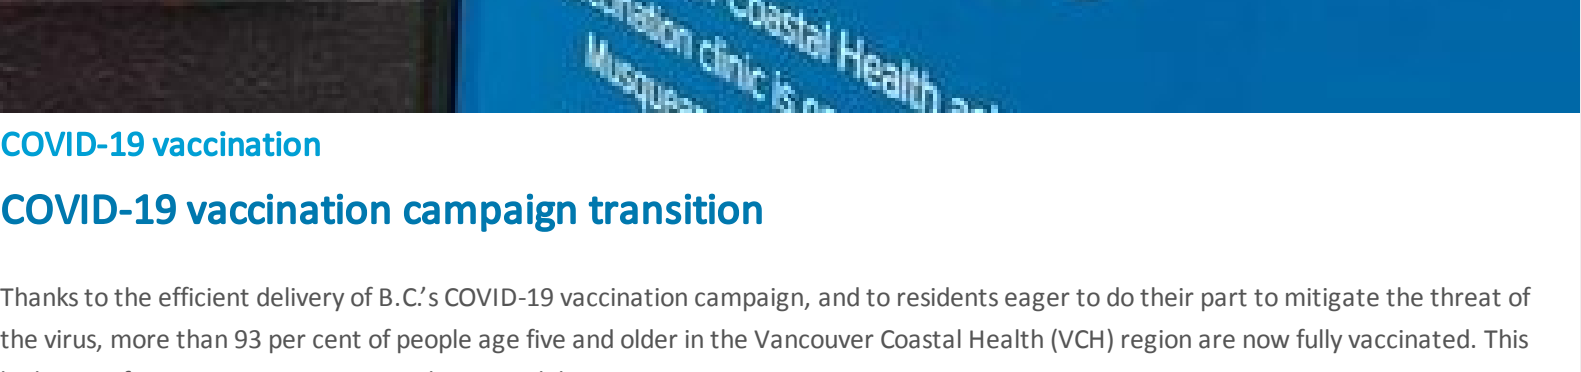 Coastal Health
clinic is
COVID-19 vaccination
COVID-19 vaccination campaign transition
Thanks to the efficient delivery of B.C.’s COVID-19 vaccination campaign, and to residents eager to do their part to mitigate the threat of
the virus, more than 93 per cent of people age five and older in the Vancouver Coastal Health (VCH) region are now fully vaccinated. This